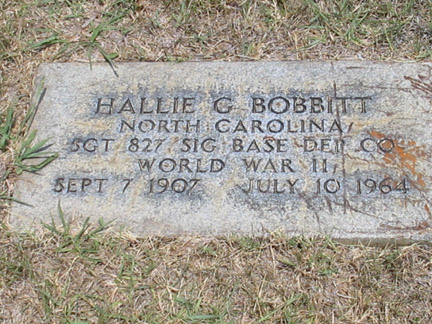 HALLIE G BOBBITT
NORTH CAROLINA
SGT 827 SIG BASE DEP CO
WORLD WAR II
SEPT 7 1907 JULY 10 1964